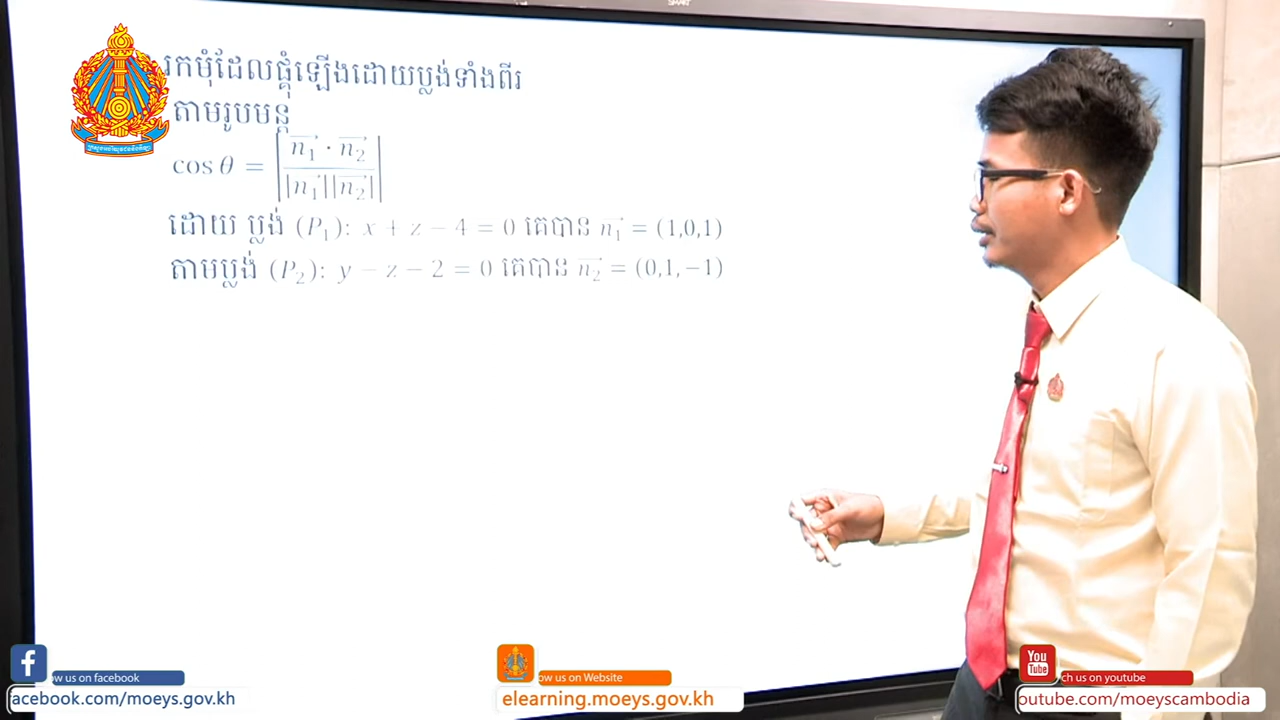 SMART
រកមុំដែលផ្គុំឡើងដោយប្លង់ទាំងពីរ
តាមរូបមន្ត
cos θ = |n₁⃗ · n₂⃗ / |n₁⃗||n₂⃗||
ដោយ ប្លង់ (P₁): x + z − 4 = 0 គេបាន n₁⃗ = (1,0,1)
តាមប្លង់ (P₂): y − z − 2 = 0 គេបាន n₂⃗ = (0,1,−1)
ow us on facebook
acebook.com/moeys.gov.kh
ow us on Website
elearning.moeys.gov.kh
You
Tube
ch us on youtube
outube.com/moeyscambodia